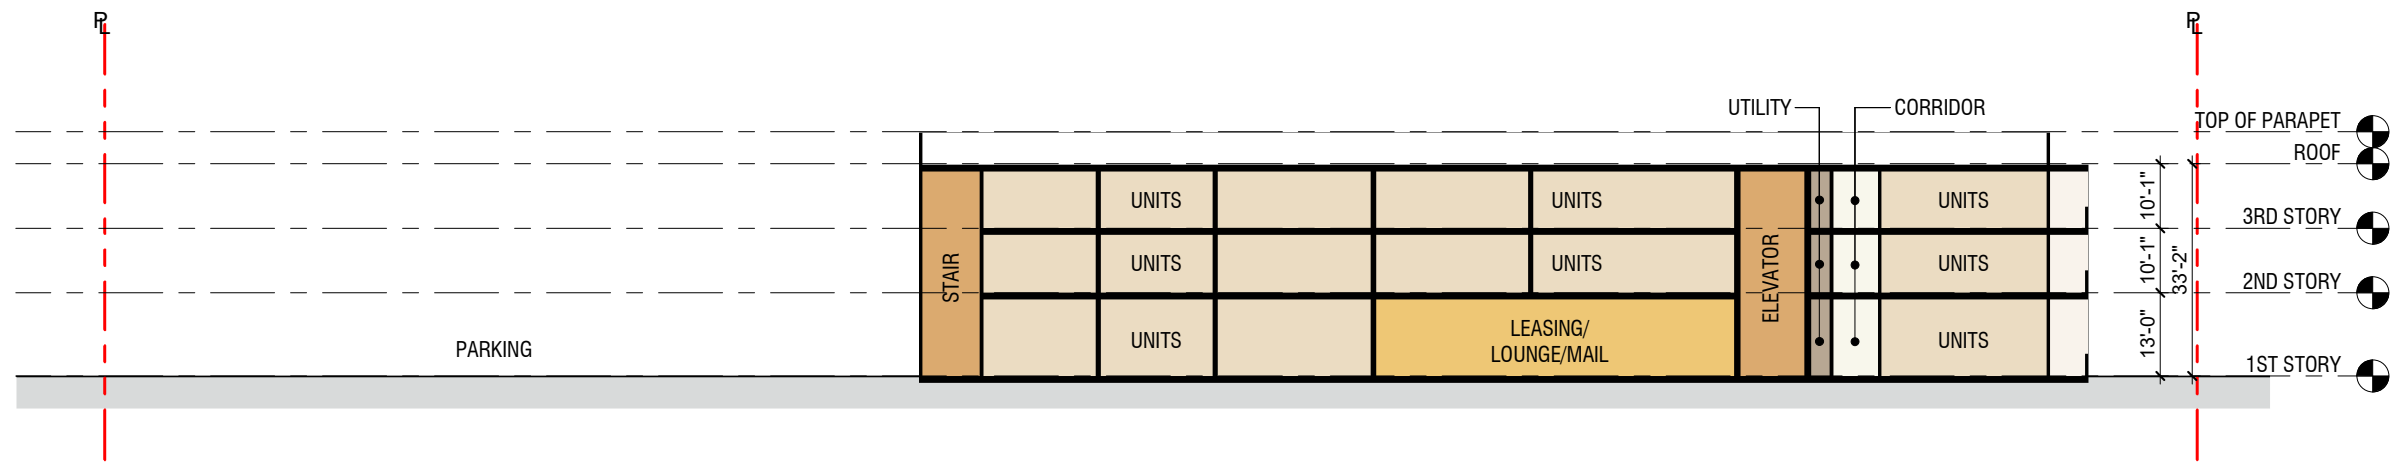 PL
PL
UTILITY
CORRIDOR
TOP OF PARAPET
ROOF
UNITS
UNITS
UNITS
10'-1"
3RD STORY
STAIR
UNITS
UNITS
ELEVATOR
UNITS
10'-1"
33'-2"
2ND STORY
PARKING
UNITS
LEASING/
LOUNGE/MAIL
UNITS
13'-0"
1ST STORY